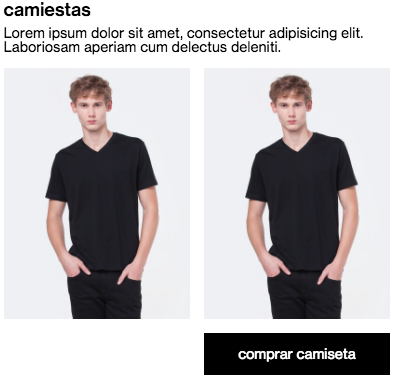 camiestas
Lorem ipsum dolor sit amet, consectetur adipisicing elit.
Laboriosam aperiam cum delectus deleniti.
comprar camiseta